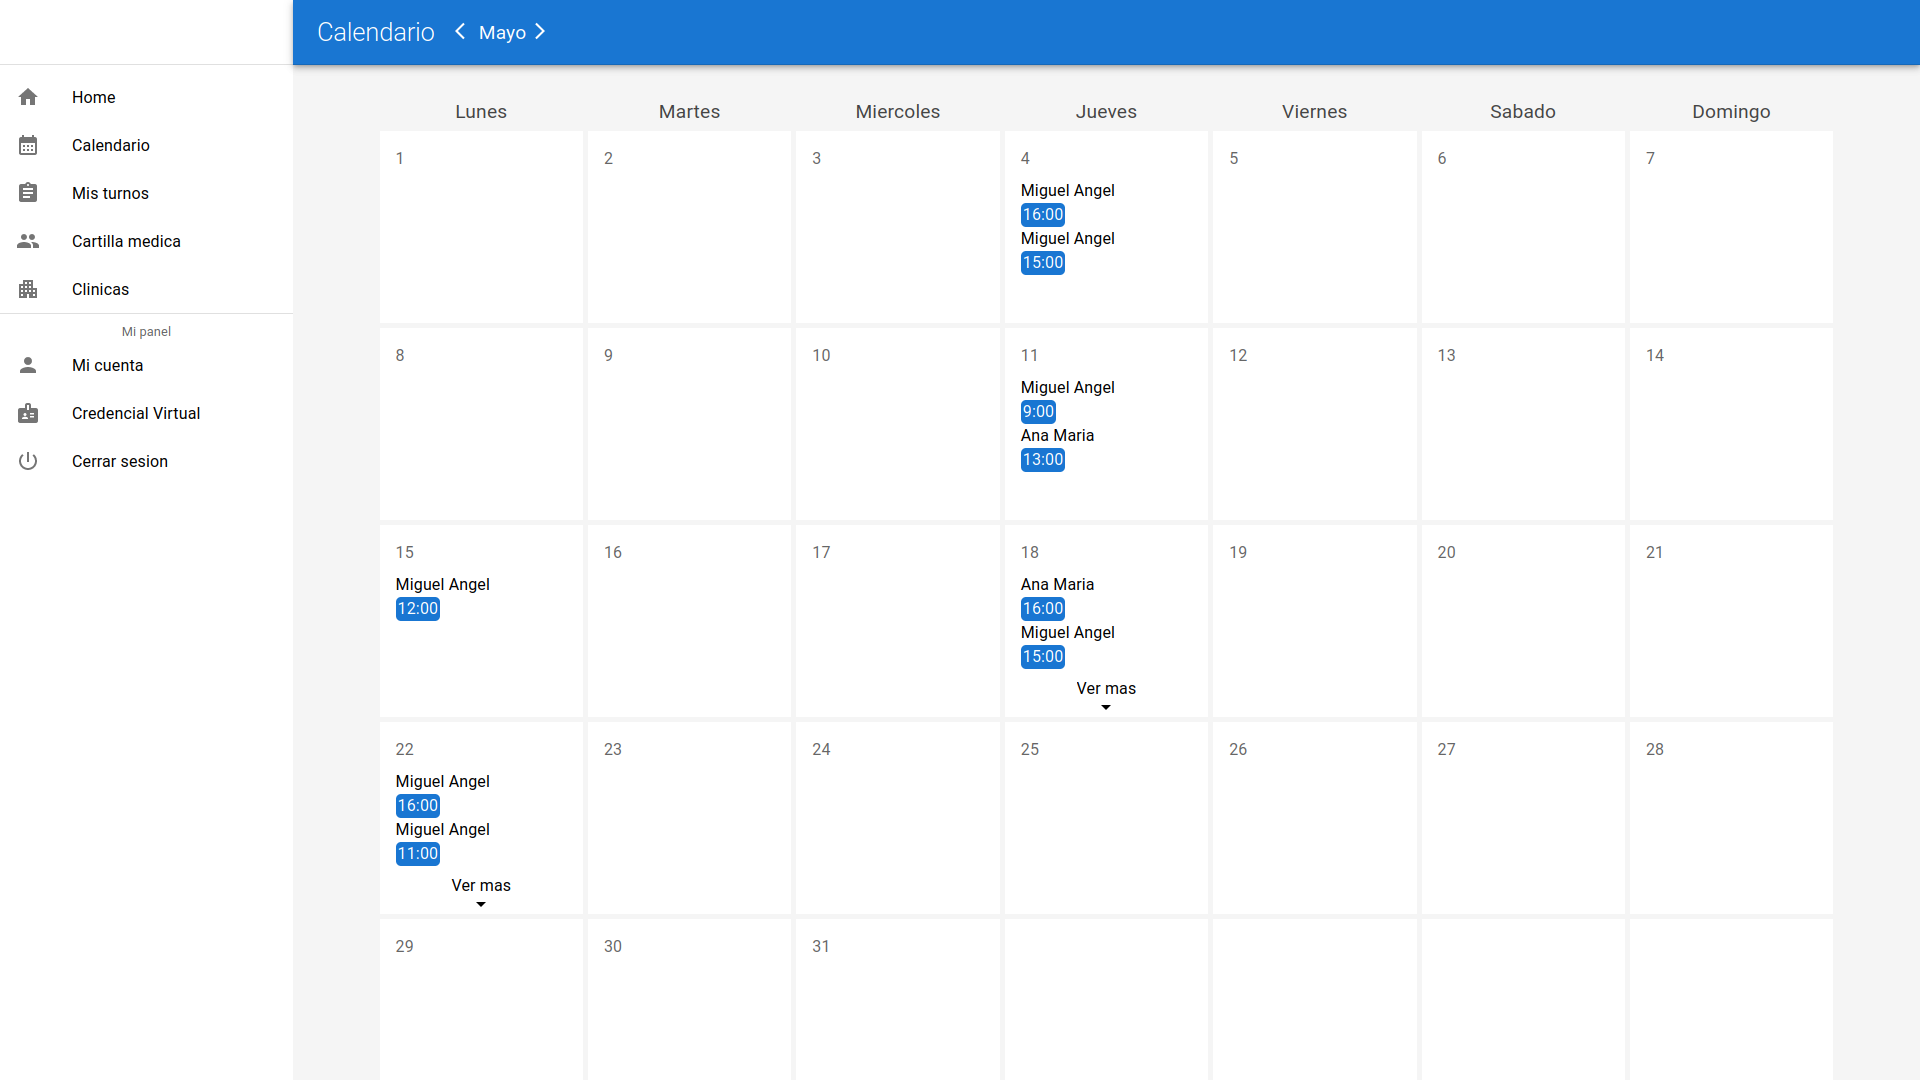 Calendario
Mayo
Home
Calendario
Mis turnos
Cartilla medica
Clinicas
Mi panel
Mi cuenta
Credencial Virtual
Cerrar sesion
Lunes Martes Miercoles Jueves Viernes Sabado Domingo
1 2 3 4 5 6 7
Miguel Angel
16:00
Miguel Angel
15:00
8 9 10 11 12 13 14
Miguel Angel
9:00
Ana Maria
13:00
15 16 17 18 19 20 21
Miguel Angel
12:00
Ana Maria
16:00
Miguel Angel
15:00
Ver mas
22 23 24 25 26 27 28
Miguel Angel
16:00
Miguel Angel
11:00
Ver mas
29 30 31